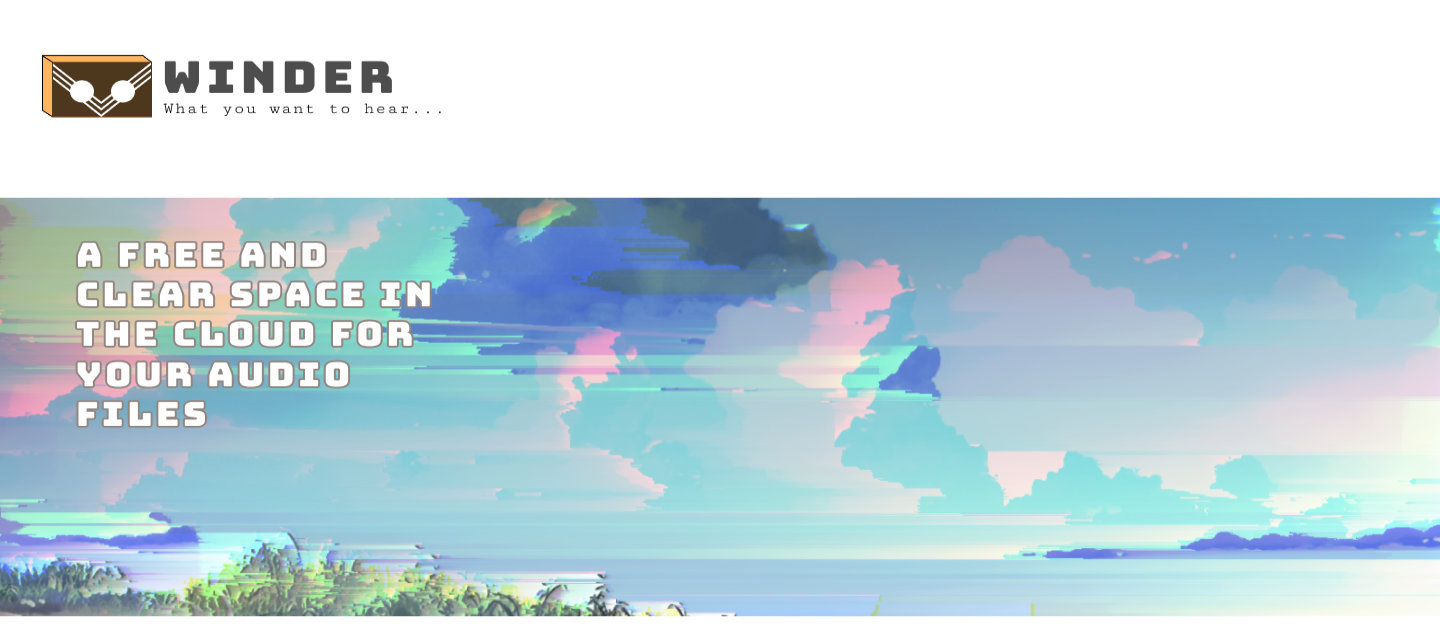 WINDER
What you want to hear...
A FREE AND
CLEAR SPACE IN
THE CLOUD FOR
YOUR AUDIO
FILES